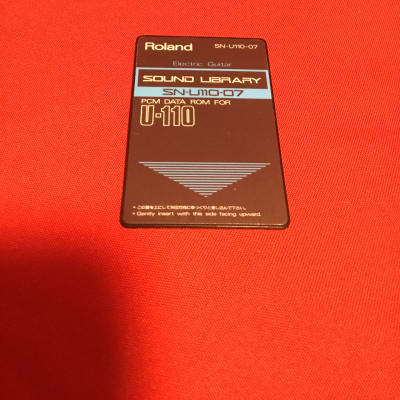 Roland SN-U110-07
Electric Guitar
SOUND LIBRARY
SN-U110-07
PCM DATA ROM FOR
U-110
• Gently insert with this side facing upward.